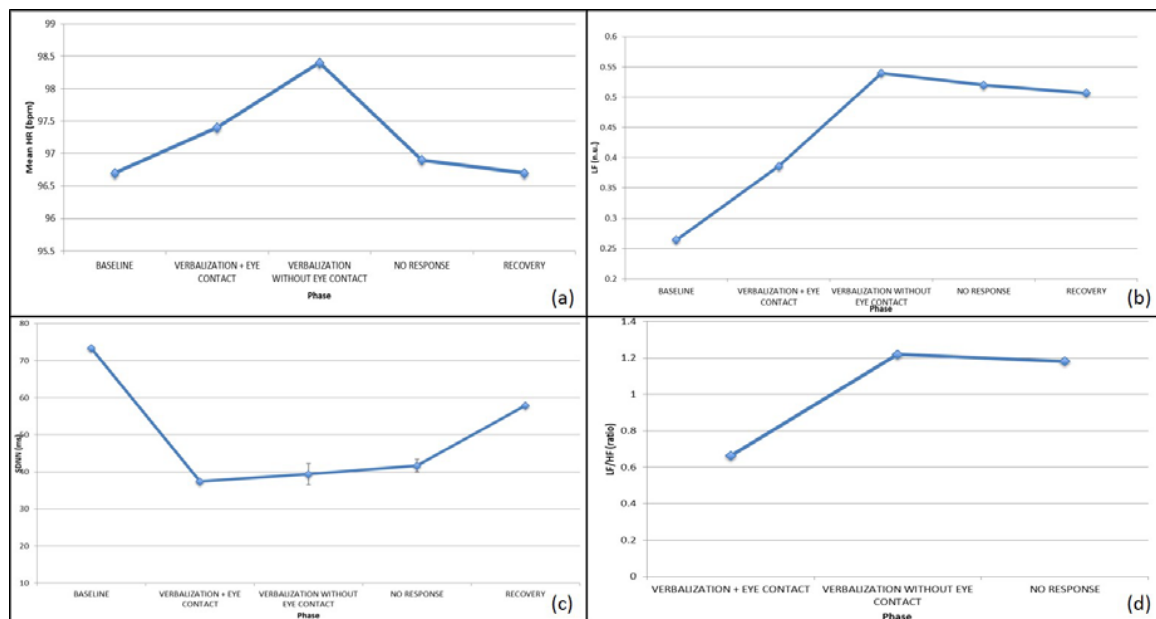 99
98.5
98
97.5
97
96.5
96
95.5
Mean HR (bpm)
BASELINE
VERBALIZATION + EYE
CONTACT
VERBALIZATION
WITHOUT EYE CONTACT
NO RESPONSE
RECOVERY
Phase
(a)
0.6
0.55
0.5
0.45
0.4
0.35
0.3
0.25
0.2
LF (n.u.)
BASELINE
VERBALIZATION + EYE
CONTACT
VERBALIZATION WITHOUT
EYE CONTACT
NO RESPONSE
RECOVERY
Phase
(b)
80
70
60
50
40
30
20
10
SDNN (ms)
BASELINE
VERBALIZATION + EYE
CONTACT
VERBALIZATION WITHOUT
EYE CONTACT
NO RESPONSE
RECOVERY
Phase
(c)
1.4
1.2
1
0.8
0.6
0.4
0.2
0
LF/HF (ratio)
VERBALIZATION + EYE CONTACT
VERBALIZATION WITHOUT EYE
CONTACT
NO RESPONSE
Phase
(d)